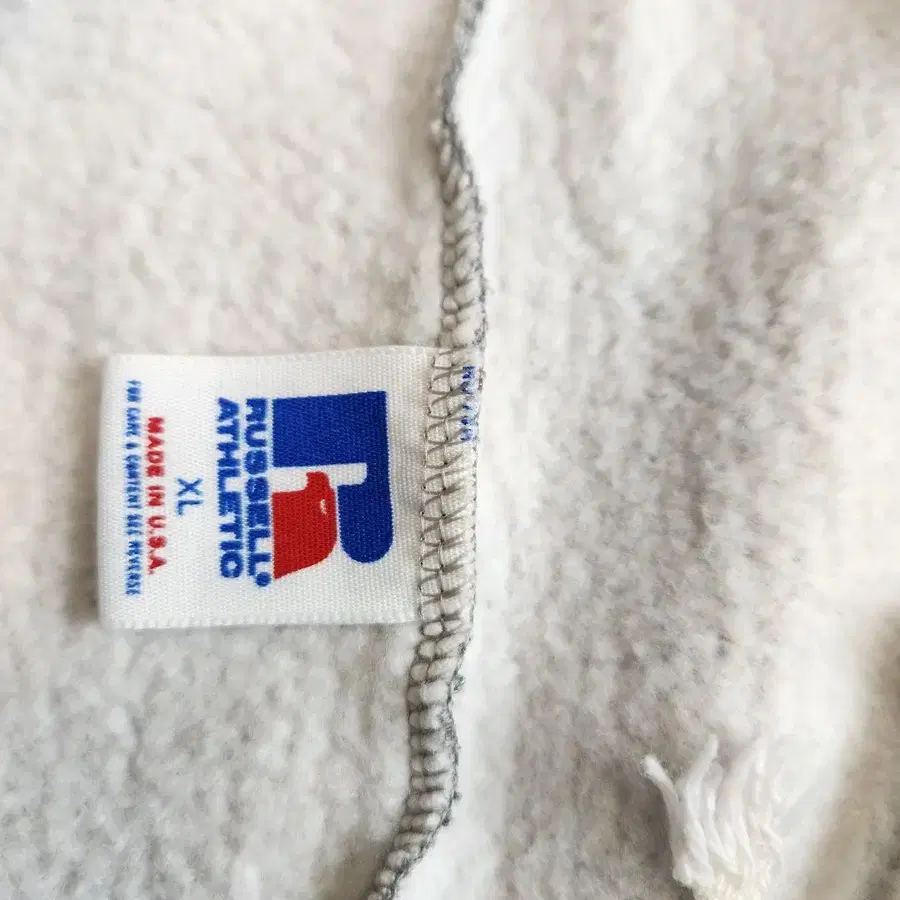 RUSSELL®
ATHLETIC
XL
MADE IN U.S.A.
FOR CARE & CONTENT SEE REVERSE